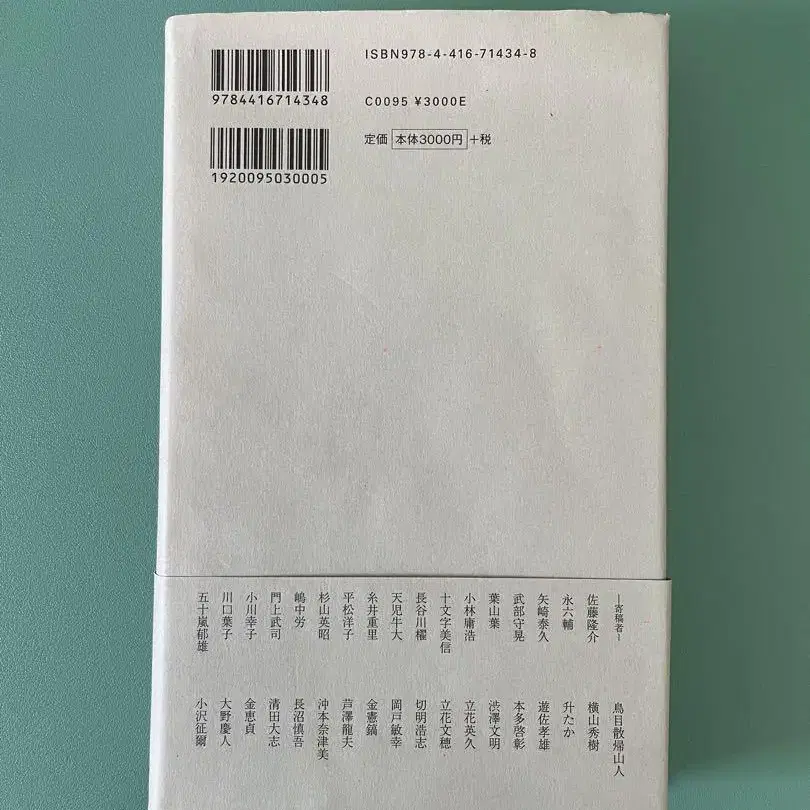 ISBN978-4-416-71434-8
9784416714348
C0095 ¥3000E
定価 本体3000円+税
1920095030005
―寄稿者―
佐藤隆介
永六輔
矢崎泰久
武部守晃
葉山葉
小林庸浩
十文字美信
長谷川櫂
天児牛大
糸井重里
平松洋子
杉山英昭
嶋中労
門上武司
小川幸子
川口葉子
五十嵐郁雄
鳥目散帰山人
横山秀樹
升たか
遊佐孝雄
本多啓彰
渋澤文明
立花英久
立花文穂
切明浩志
岡戸敏幸
金憲鎬
芦澤龍夫
沖本奈津美
長沼慎吾
清田大志
金恵貞
大野慶人
小沢征爾